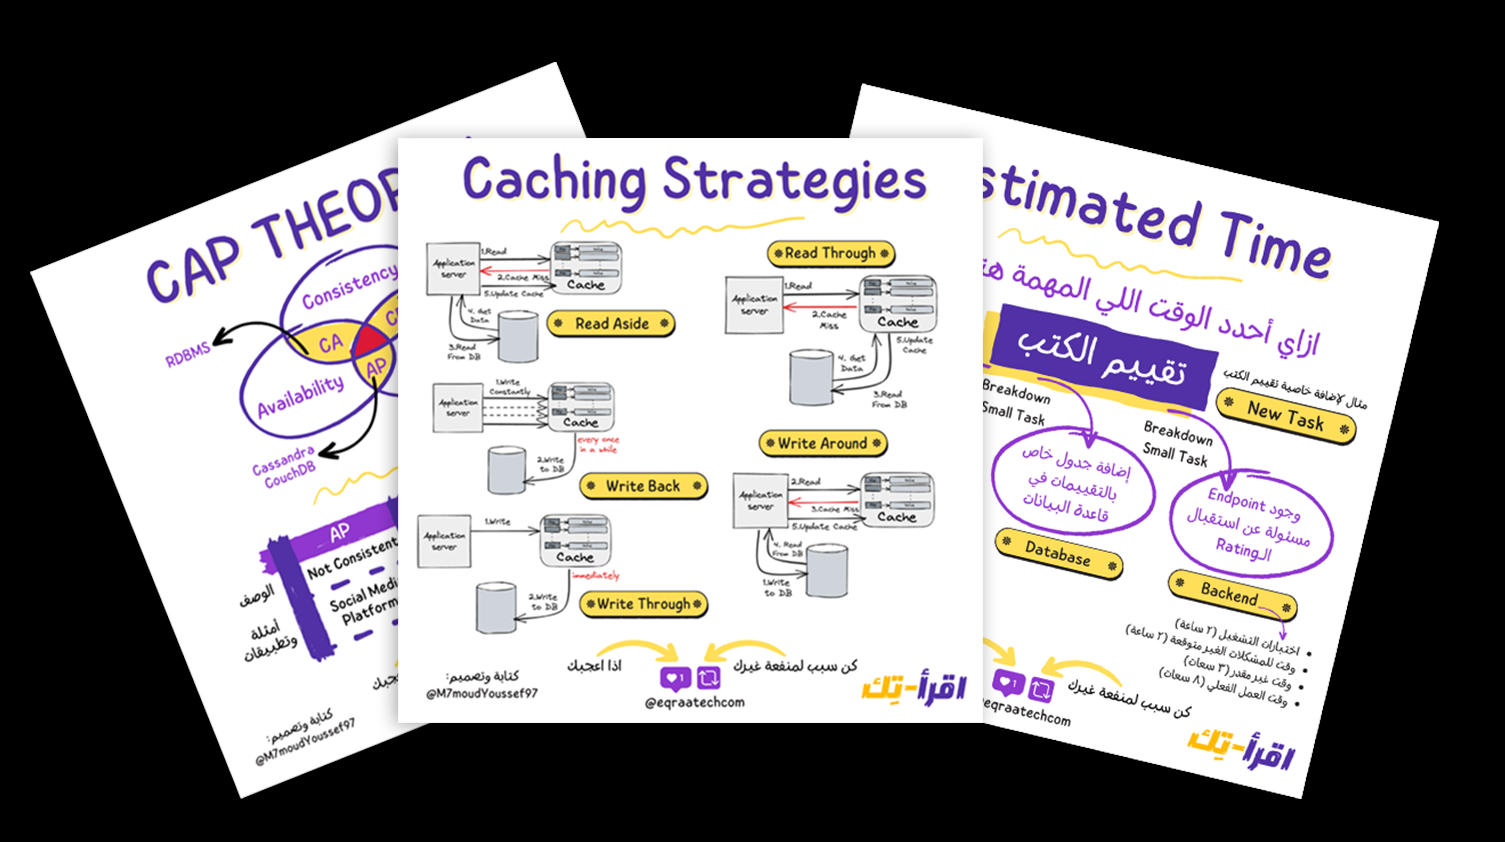 CAP THEOR
Consistency
CA
AP
Availability
RDBMS
Cassandra
CouchDB
AP
Not Consistent
Social Medi
Platform
الوصف
أمثلة
وتطبيقات
كتابة وتصميم:
@M7moudYoussef97
Caching Strategies
Application
server
1.Read
2.Cache Miss
5.Update Cache
Cache
4. Get
Data
3.Read
From DB
Read Aside
Read Through
Application
server
1.Read
2.Cache
Miss
Cache
5.Update
Cache
4. Get
Data
3.Read
From DB
Application
server
1.Write
Constantly
Cache
every once
in a while
2.Write
to DB
Write Back
Write Around
Application
server
2.Read
3.Cache Miss
5.Update Cache
Cache
4. Read
From DB
1.Write
to DB
Application
server
1.Write
Cache
immediately
2.Write
to DB
Write Through
كتابة وتصميم:
@M7moudYoussef97
اذا اعجبك
كن سبب لمنفعة غيرك
1
@eqraatechcom
اقرأ-تِك
stimated Time
ازاي أحدد الوقت اللي المهمة هت
تقييم الكتب
مثال لإضافة خاصية تقييم الكتب
New Task
Breakdown
Small Task
Breakdown
Small Task
إضافة جدول خاص
بالتقييمات في
قاعدة البيانات
Database
وجود Endpoint
مسئولة عن استقبال
الـRating
Backend
اختبارات التشغيل (٢ ساعة)
وقت للمشكلات الغير متوقعة (٢ ساعة)
وقت غير مقدر (٣ ساعات)
وقت العمل الفعلي (٨ ساعات)
كن سبب لمنفعة غيرك
1
eqraatechcom
اقرأ-تِك